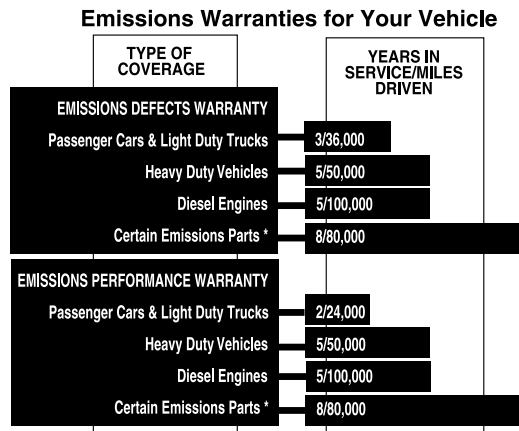 Emissions Warranties for Your Vehicle
TYPE OF
COVERAGE
YEARS IN
SERVICE/MILES
DRIVEN
EMISSIONS DEFECTS WARRANTY
Passenger Cars & Light Duty Trucks 3/36,000
Heavy Duty Vehicles 5/50,000
Diesel Engines 5/100,000
Certain Emissions Parts * 8/80,000
EMISSIONS PERFORMANCE WARRANTY
Passenger Cars & Light Duty Trucks 2/24,000
Heavy Duty Vehicles 5/50,000
Diesel Engines 5/100,000
Certain Emissions Parts * 8/80,000